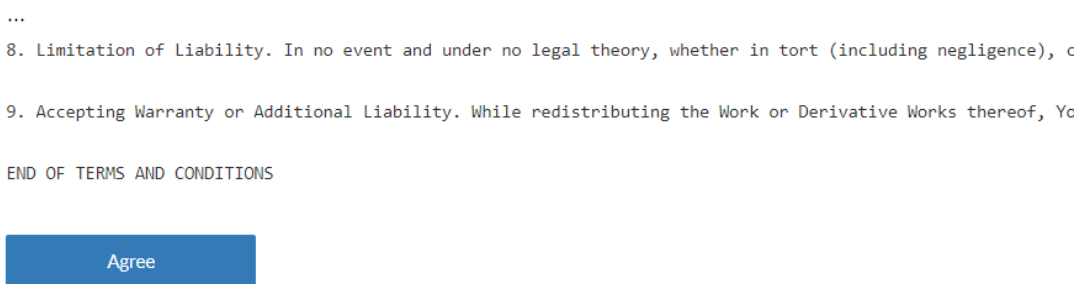 ...
8. Limitation of Liability. In no event and under no legal theory, whether in tort (including negligence),
9. Accepting Warranty or Additional Liability. While redistributing the Work or Derivative Works thereof,
END OF TERMS AND CONDITIONS
Agree